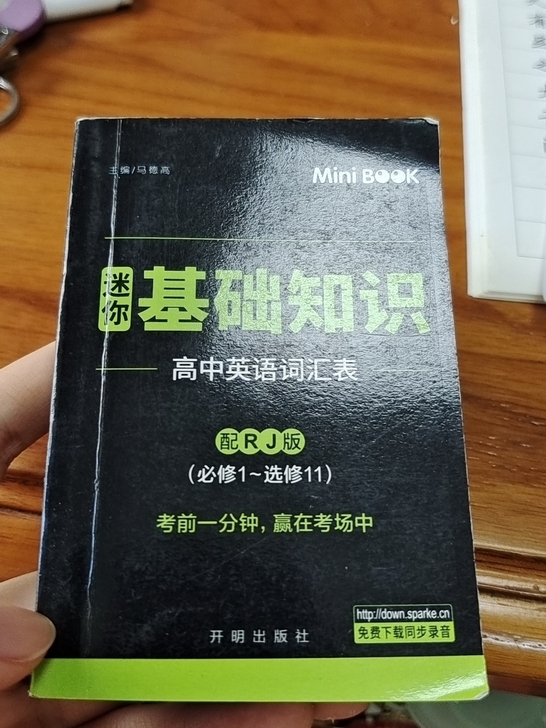 主编/马德高
Mini BOOK
迷你
基础知识
高中英语词汇表
配RJ版
(必修1~选修11)
考前一分钟,赢在考场中
http://down.sparke.cn
免费下载同步录音
开明出版社